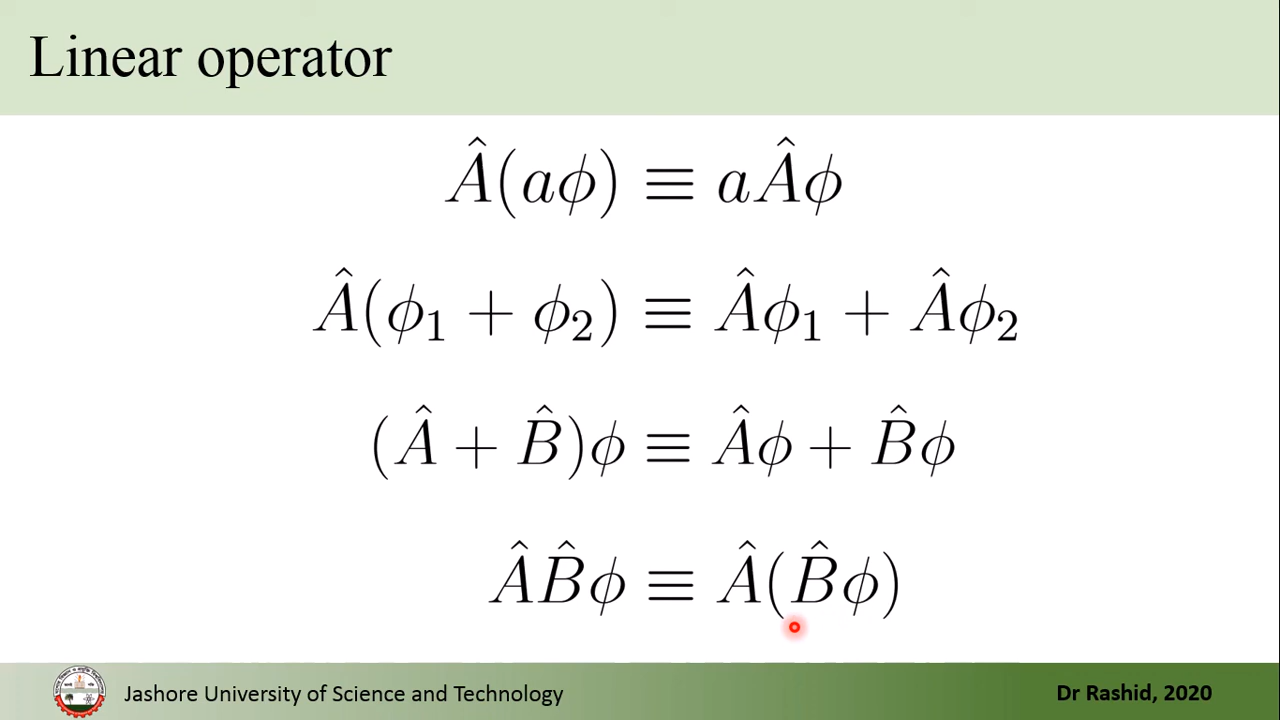 Linear operator
Â(aϕ) ≡ aÂϕ
Â(ϕ₁ + ϕ₂) ≡ Âϕ₁ + Âϕ₂
(Â + B̂)ϕ ≡ Âϕ + B̂ϕ
ÂB̂ϕ ≡ Â(B̂ϕ)
Jashore University of Science and Technology
Dr Rashid, 2020